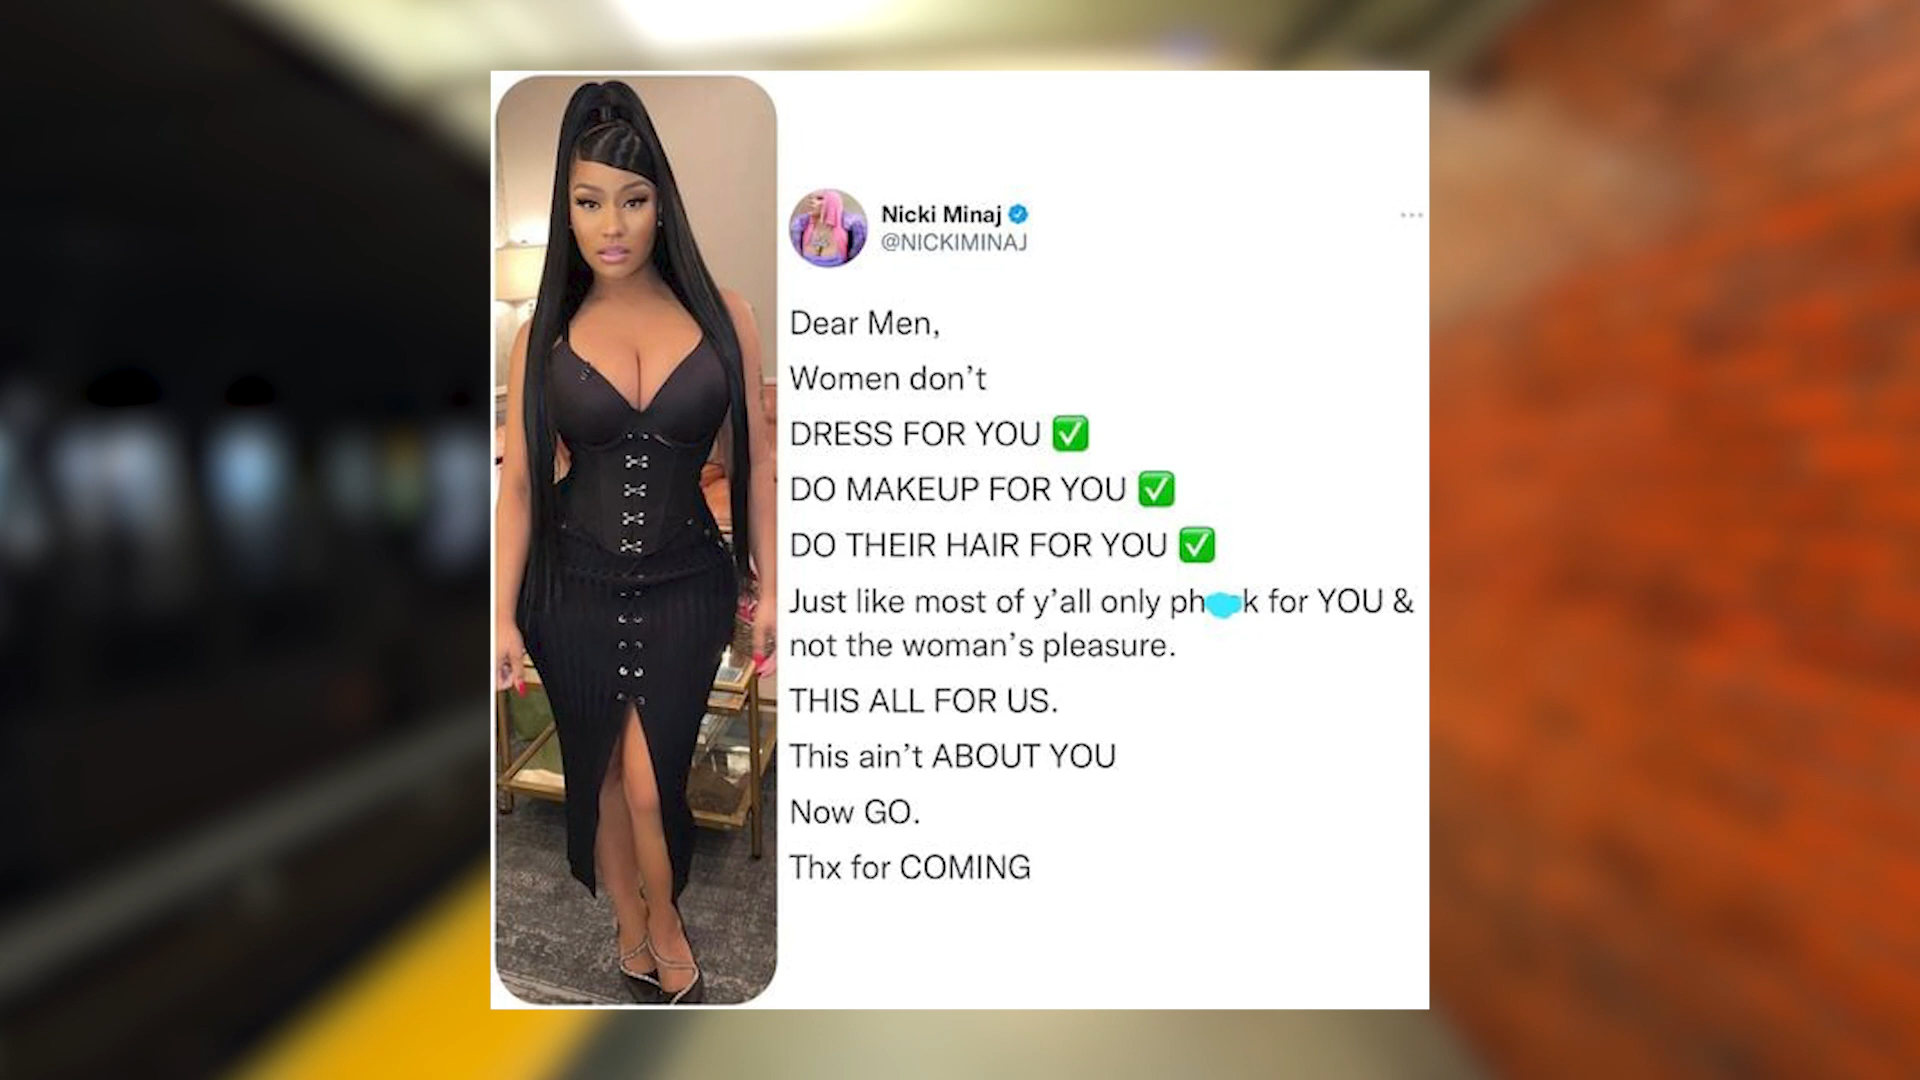 Nicki Minaj
@NICKIMINAJ
Dear Men,
Women don’t
DRESS FOR YOU ✅
DO MAKEUP FOR YOU ✅
DO THEIR HAIR FOR YOU ✅
Just like most of y’all only for YOU &
not the woman’s pleasure.
THIS ALL FOR US.
This ain’t ABOUT YOU
Now GO.
Thx for COMING